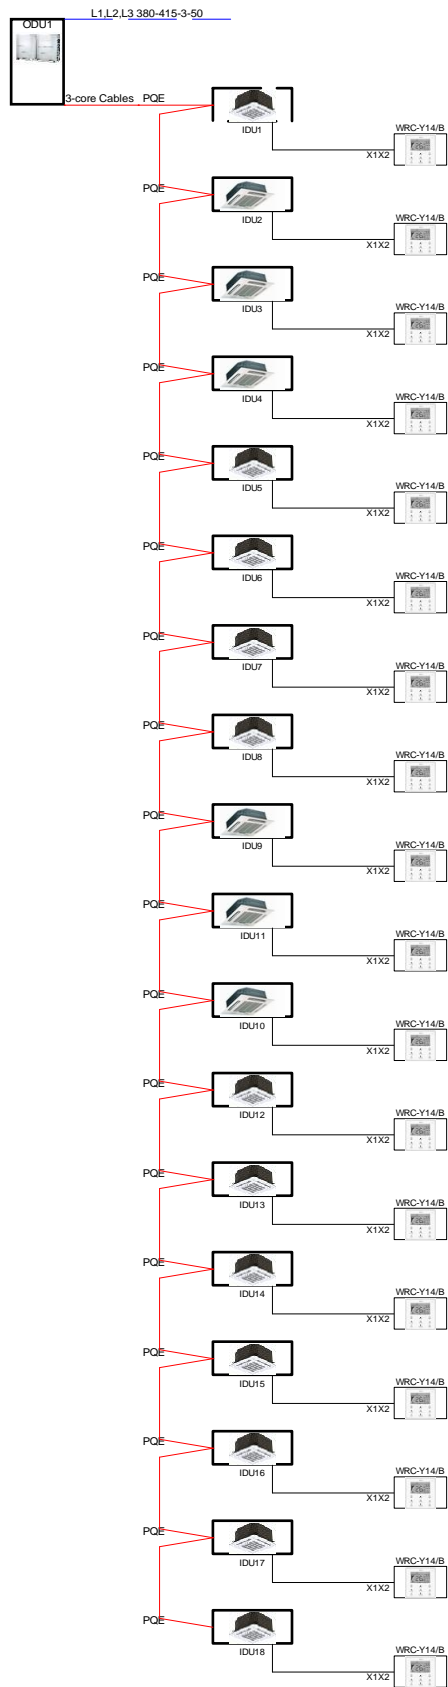 L1,L2,L3 380-415-3-50
ODU1
3-core Cables PQE
IDU1
WRC-Y14/B
X1X2
PQE
IDU2
WRC-Y14/B
X1X2
PQE
IDU3
WRC-Y14/B
X1X2
PQE
IDU4
WRC-Y14/B
X1X2
PQE
IDU5
WRC-Y14/B
X1X2
PQE
IDU6
WRC-Y14/B
X1X2
PQE
IDU7
WRC-Y14/B
X1X2
PQE
IDU8
WRC-Y14/B
X1X2
PQE
IDU9
WRC-Y14/B
X1X2
PQE
IDU11
WRC-Y14/B
X1X2
PQE
IDU10
WRC-Y14/B
X1X2
PQE
IDU12
WRC-Y14/B
X1X2
PQE
IDU13
WRC-Y14/B
X1X2
PQE
IDU14
WRC-Y14/B
X1X2
PQE
IDU15
WRC-Y14/B
X1X2
PQE
IDU16
WRC-Y14/B
X1X2
PQE
IDU17
WRC-Y14/B
X1X2
PQE
IDU18
WRC-Y14/B
X1X2